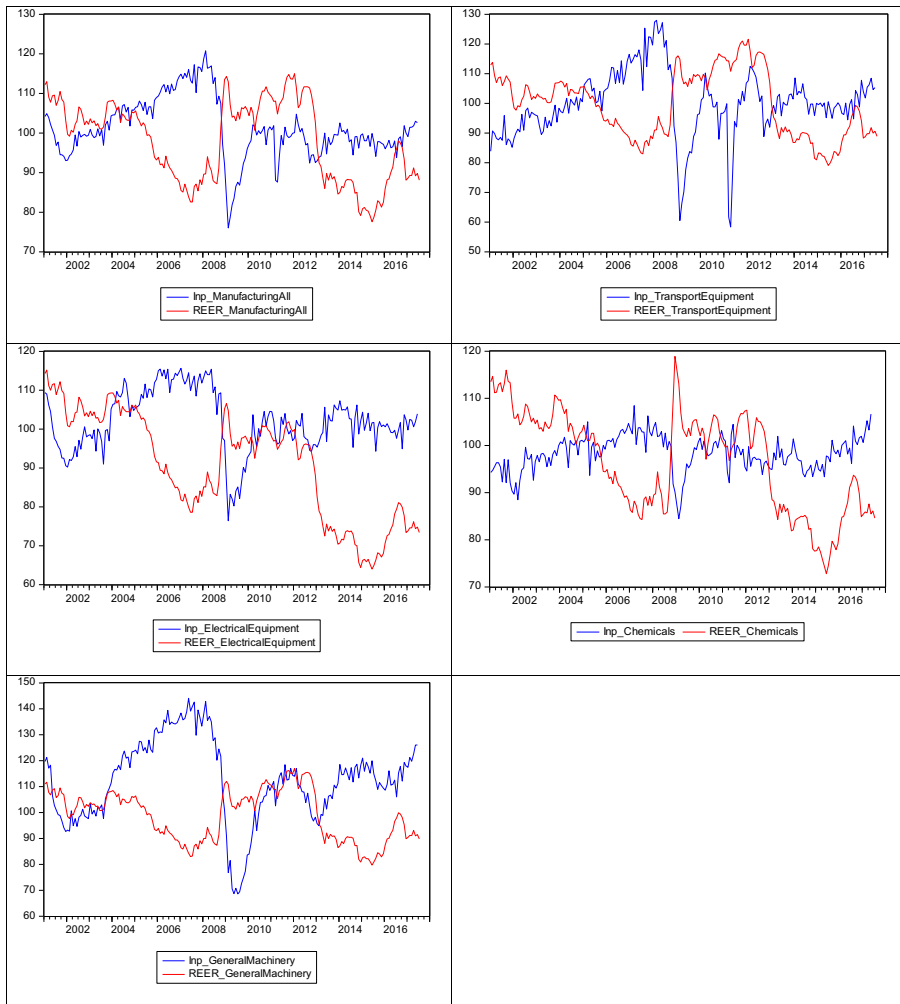 130
120
110
100
90
80
70
2002 2004 2006 2008 2010 2012 2014 2016
Inp_ManufacturingAll
REER_ManufacturingAll
130
120
110
100
90
80
70
60
50
2002 2004 2006 2008 2010 2012 2014 2016
Inp_TransportEquipment
REER_TransportEquipment
120
110
100
90
80
70
60
2002 2004 2006 2008 2010 2012 2014 2016
Inp_ElectricalEquipment
REER_ElectricalEquipment
120
110
100
90
80
70
2002 2004 2006 2008 2010 2012 2014 2016
Inp_Chemicals REER_Chemicals
150
140
130
120
110
100
90
80
70
60
2002 2004 2006 2008 2010 2012 2014 2016
Inp_GeneralMachinery
REER_GeneralMachinery